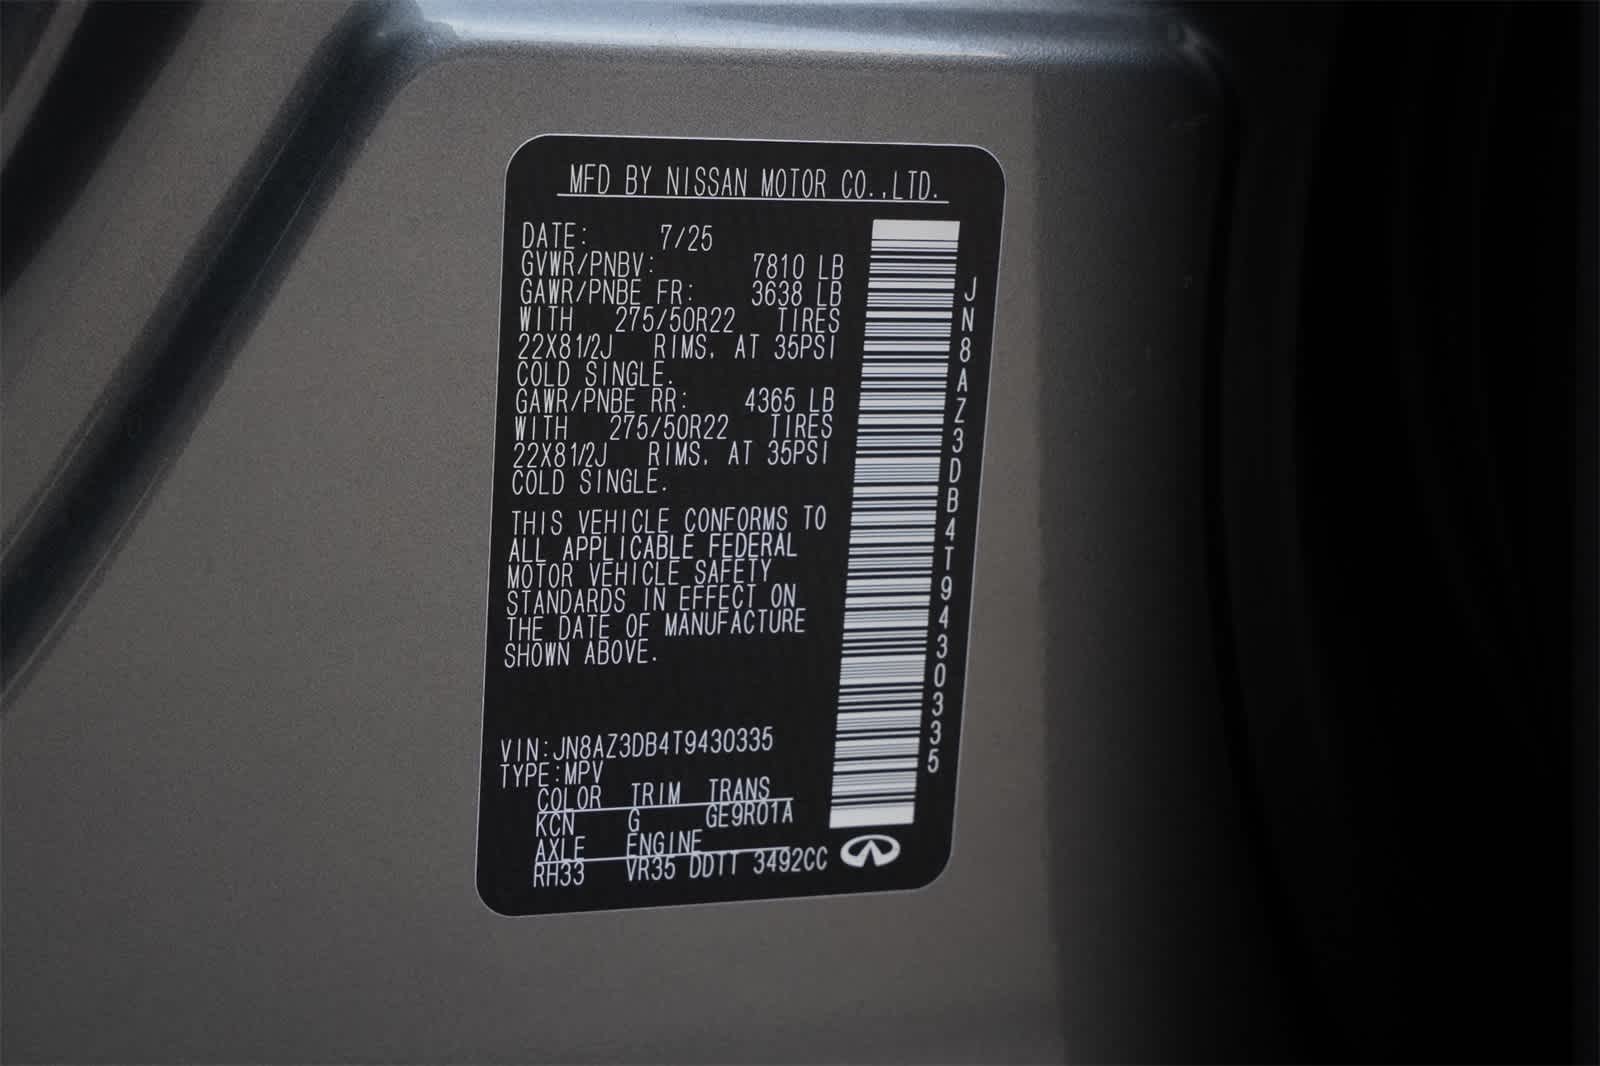 MFD BY NISSAN MOTOR CO.,LTD.
DATE: 7/25
GVWR/PNBV: 7810 LB
GAWR/PNBE FR: 3638 LB
WITH 275/50R22 TIRES
22X81/2J RIMS, AT 35PSI
COLD SINGLE.
GAWR/PNBE RR: 4365 LB
WITH 275/50R22 TIRES
22X81/2J RIMS, AT 35PSI
COLD SINGLE.
THIS VEHICLE CONFORMS TO
ALL APPLICABLE FEDERAL
MOTOR VEHICLE SAFETY
STANDARDS IN EFFECT ON
THE DATE OF MANUFACTURE
SHOWN ABOVE.
VIN:JN8AZ3DB4T9430335
TYPE:MPV
COLOR TRIM TRANS
KCN G GE9R01A
AXLE ENGINE
RH33 VR35 DDTT 3492CC
JN8AZ3DB4T9430335